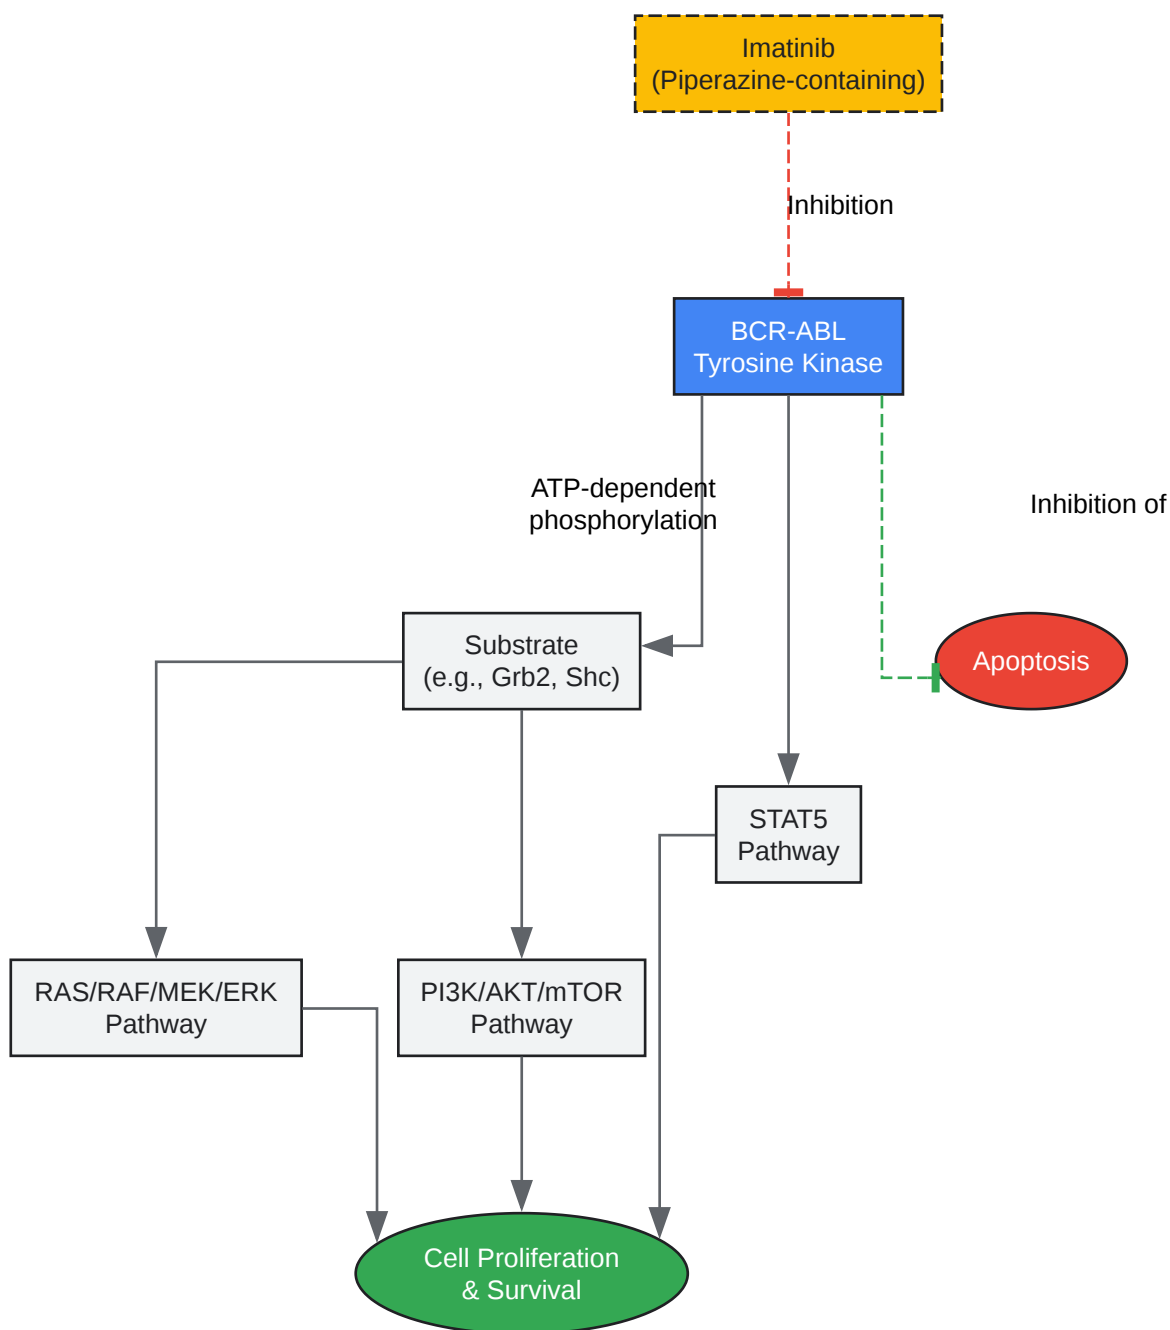 Imatinib
(Piperazine-containing)
Inhibition
BCR-ABL
Tyrosine Kinase
ATP-dependent
phosphorylation
Inhibition of
Substrate
(e.g., Grb2, Shc)
Apoptosis
STAT5
Pathway
RAS/RAF/MEK/ERK
Pathway
PI3K/AKT/mTOR
Pathway
Cell Proliferation
& Survival